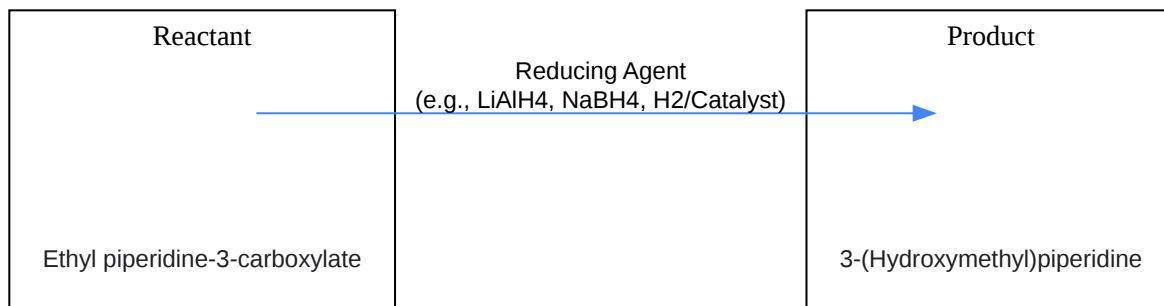 Reactant
Product
Reducing Agent
(e.g., LiAlH4, NaBH4, H2/Catalyst)
Ethyl piperidine-3-carboxylate
3-(Hydroxymethyl)piperidine